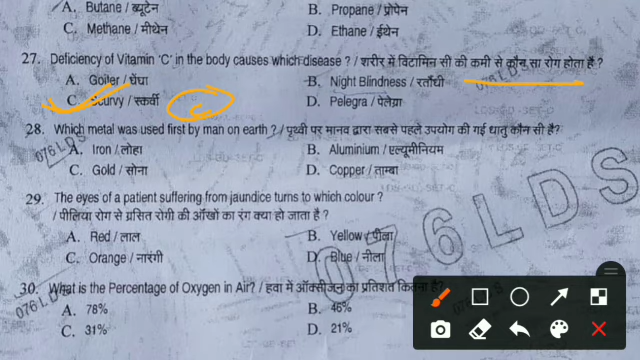 A. Butane / ब्यूटेन
B. Propane / प्रोपेन
C. Methane / मीथेन
D. Ethane / ईथेन
27. Deficiency of Vitamin 'C' in the body causes which disease ? / शरीर में विटामिन सी की कमी से कौन सा रोग होता है ?
A. Goiter / घेंघा
B. Night Blindness / रतौंधी
C. Scurvy / स्कर्वी
D. Pelegra / पेलेग्रा
28. Which metal was used first by man on earth ? / पृथ्वी पर मानव द्वारा सबसे पहले उपयोग की गई धातु कौन सी है?
A. Iron / लोहा
B. Aluminium / एल्यूमीनियम
C. Gold / सोना
D. Copper / ताम्बा
29. The eyes of a patient suffering from jaundice turns to which colour ?
/ पीलिया रोग से ग्रसित रोगी की आँखों का रंग क्या हो जाता है ?
A. Red / लाल
B. Yellow / पीला
C. Orange / नारंगी
D. Blue / नीला
30. What is the Percentage of Oxygen in Air? / हवा में ऑक्सीजन का प्रतिशत कितना है ?
A. 78%
B. 46%
C. 31%
D. 21%
076LDS
076LDS
076LDS
076LDS